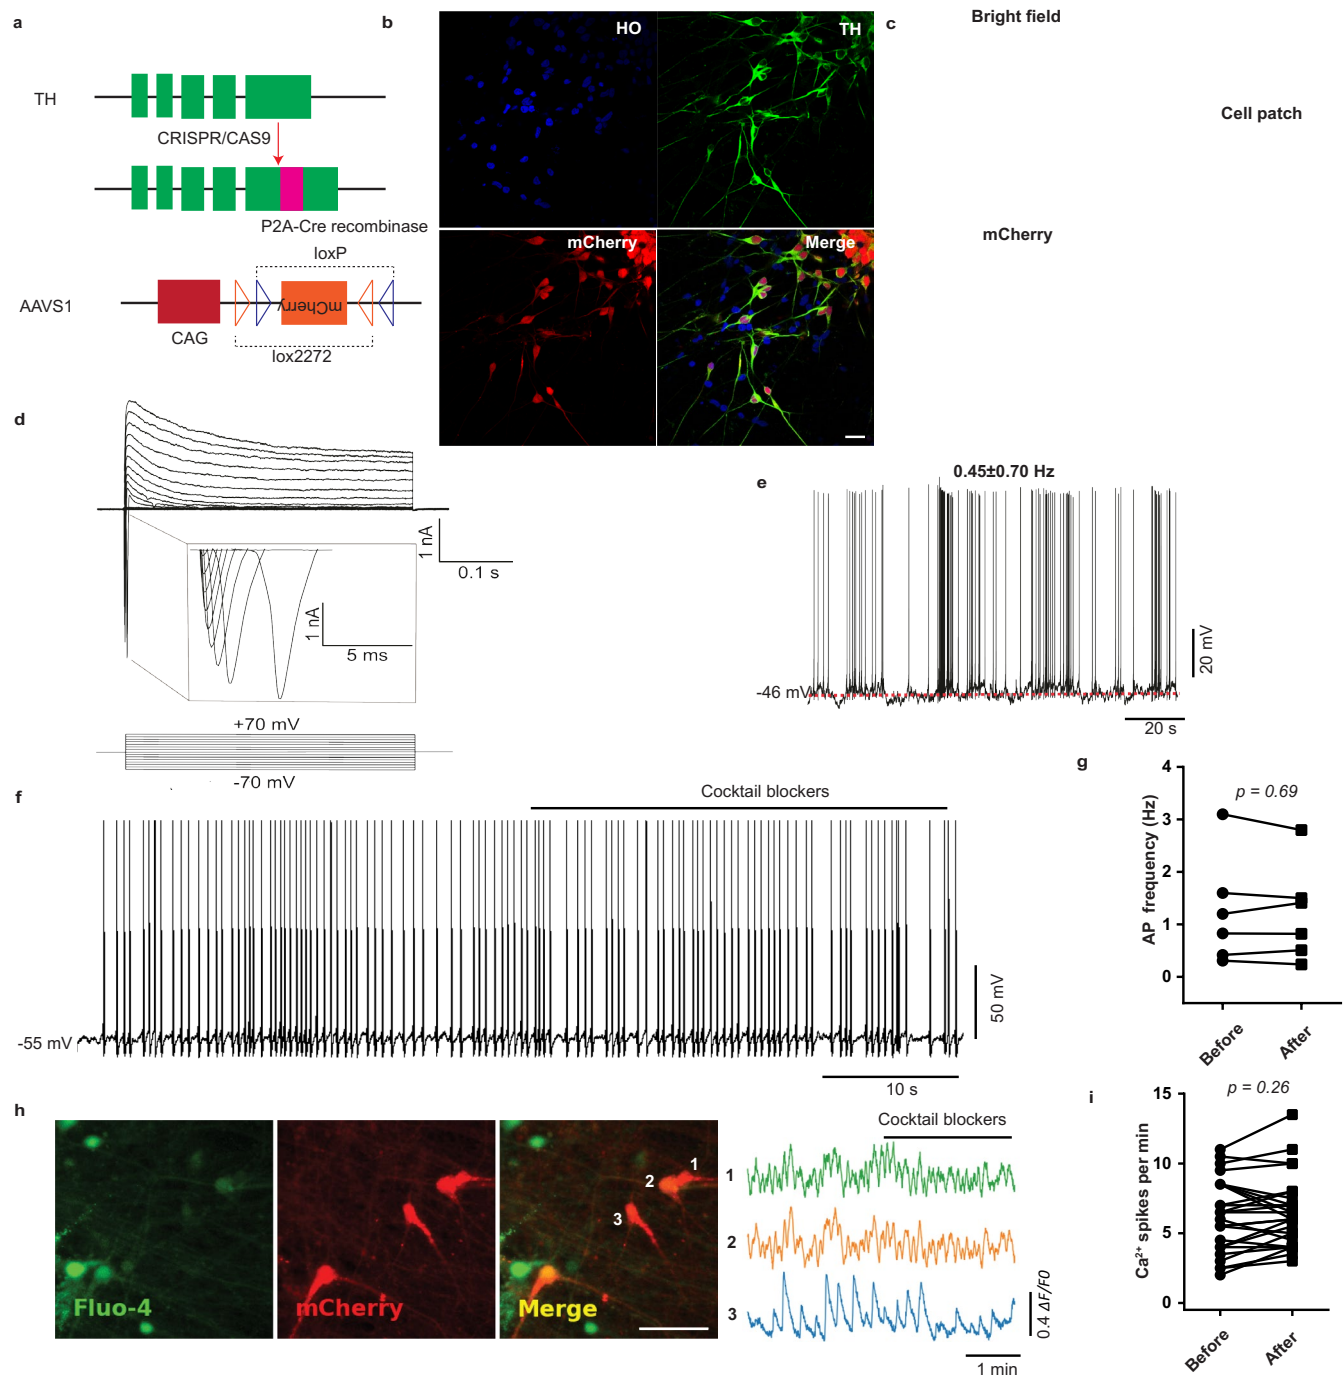 a
TH
CRISPR/CAS9
P2A-Cre recombinase
loxP
AAVS1
mCherry
CAG
lox2272
b
HO
TH
mCherry
Merge
c
Bright field
Cell patch
mCherry
d
1 nA
0.1 s
1 nA
5 ms
+70 mV
-70 mV
e
0.45±0.70 Hz
-46 mV
20 mV
20 s
f
Cocktail blockers
-55 mV
50 mV
10 s
g
p = 0.69
AP frequency (Hz)
4
3
2
1
0
Before
After
h
Fluo-4
mCherry
Merge
1
2
3
Cocktail blockers
1
2
3
0.4 ΔF/F0
1 min
i
p = 0.26
Ca²⁺ spikes per min
15
10
5
0
Before
After